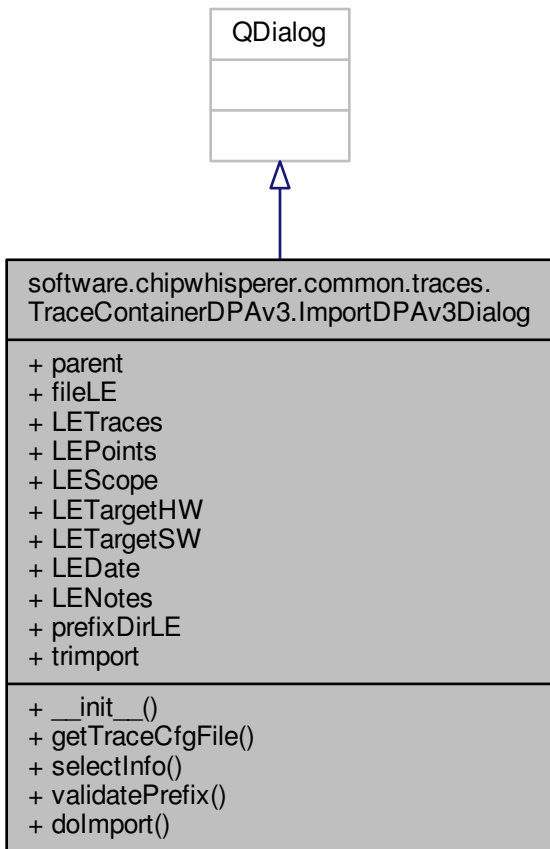 QDialog
software.chipwhisperer.common.traces.
TraceContainerDPAv3.ImportDPAv3Dialog
+ parent
+ fileLE
+ LETraces
+ LEPoints
+ LEScope
+ LETargetHW
+ LETargetSW
+ LEDate
+ LENotes
+ prefixDirLE
+ trimport
+ __init__()
+ getTraceCfgFile()
+ selectInfo()
+ validatePrefix()
+ doImport()